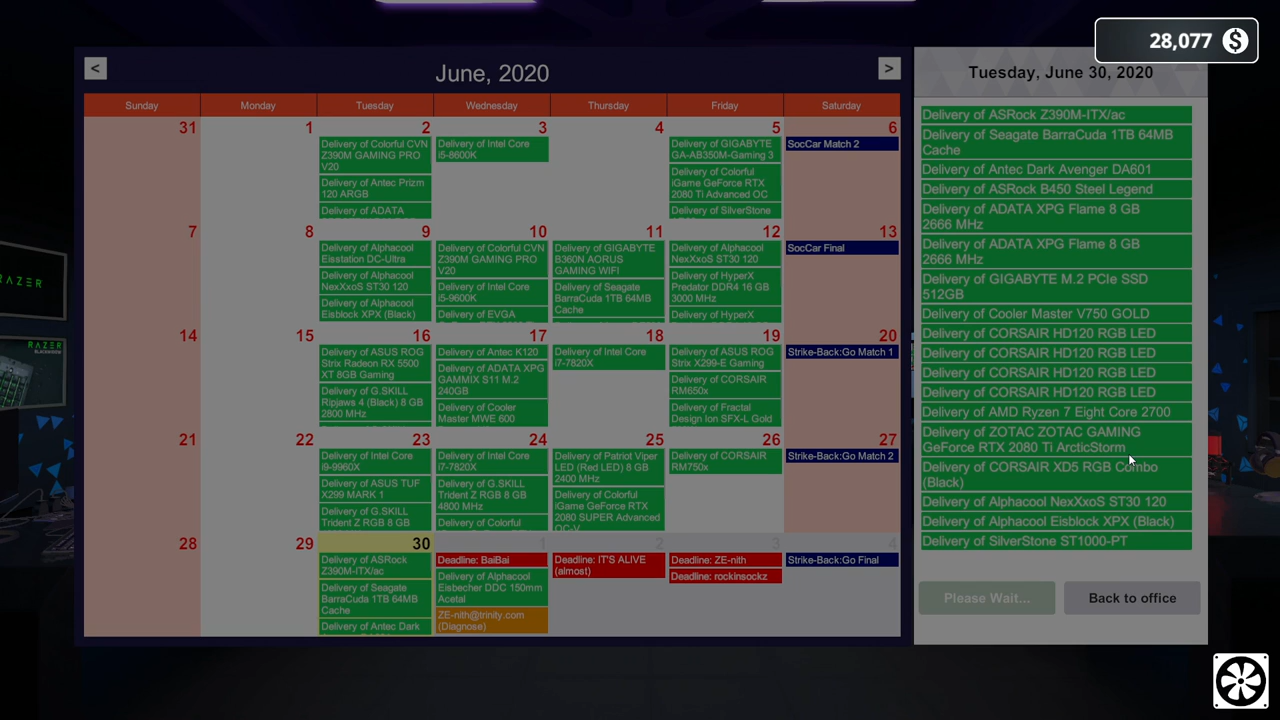 28,077 $
< June, 2020 >
Sunday Monday Tuesday Wednesday Thursday Friday Saturday
31 1 2 3 4 5 6
Delivery of Colorful CVN
Z390M GAMING PRO
V20
Delivery of Antec Prizm
120 ARGB
Delivery of ADATA
Delivery of Intel Core
i5-8600K
Delivery of GIGABYTE
GA-AB350M-Gaming 3
Delivery of Colorful
iGame GeForce RTX
2080 Ti Advanced OC
Delivery of SilverStone
SocCar Match 2
7 8 9 10 11 12 13
Delivery of Alphacool
Eisstation DC-Ultra
Delivery of Alphacool
NexXxoS ST30 120
Delivery of Alphacool
Eisblock XPX (Black)
Delivery of Colorful CVN
Z390M GAMING PRO
V20
Delivery of Intel Core
i5-9600K
Delivery of EVGA
Delivery of GIGABYTE
B360N AORUS
GAMING WIFI
Delivery of Seagate
BarraCuda 1TB 64MB
Cache
Delivery of Alphacool
NexXxoS ST30 120
Delivery of HyperX
Predator DDR4 16 GB
3000 MHz
Delivery of HyperX
SocCar Final
14 15 16 17 18 19 20
Delivery of ASUS ROG
Strix Radeon RX 5500
XT 8GB Gaming
Delivery of G.SKILL
Ripjaws 4 (Black) 8 GB
2800 MHz
Delivery of Antec K120
Delivery of ADATA XPG
GAMMIX S11 M.2
240GB
Delivery of Cooler
Master MWE 600
Delivery of Intel Core
i7-7820X
Delivery of ASUS ROG
Strix X299-E Gaming
Delivery of CORSAIR
RM650x
Delivery of Fractal
Design Ion SFX-L Gold
Strike-Back:Go Match 1
21 22 23 24 25 26 27
Delivery of Intel Core
i9-9960X
Delivery of ASUS TUF
X299 MARK 1
Delivery of G.SKILL
Trident Z RGB 8 GB
Delivery of Intel Core
i7-7820X
Delivery of G.SKILL
Trident Z RGB 8 GB
4800 MHz
Delivery of Colorful
Delivery of Patriot Viper
LED (Red LED) 8 GB
2400 MHz
Delivery of Colorful
iGame GeForce RTX
2080 SUPER Advanced
OC-V
Delivery of CORSAIR
RM750x
Strike-Back:Go Match 2
28 29 30 1 2 3 4
Delivery of ASRock
Z390M-ITX/ac
Delivery of Seagate
BarraCuda 1TB 64MB
Cache
Delivery of Antec Dark
Deadline: BaiBai
Delivery of Alphacool
Eisbecher DDC 150mm
Acetal
ZE-nith@trinity.com
(Diagnose)
Deadline: IT'S ALIVE
(almost)
Deadline: ZE-nith
Deadline: rockinsockz
Strike-Back:Go Final
Tuesday, June 30, 2020
Delivery of ASRock Z390M-ITX/ac
Delivery of Seagate BarraCuda 1TB 64MB
Cache
Delivery of Antec Dark Avenger DA601
Delivery of ASRock B450 Steel Legend
Delivery of ADATA XPG Flame 8 GB
2666 MHz
Delivery of ADATA XPG Flame 8 GB
2666 MHz
Delivery of GIGABYTE M.2 PCIe SSD
512GB
Delivery of Cooler Master V750 GOLD
Delivery of CORSAIR HD120 RGB LED
Delivery of CORSAIR HD120 RGB LED
Delivery of CORSAIR HD120 RGB LED
Delivery of CORSAIR HD120 RGB LED
Delivery of AMD Ryzen 7 Eight Core 2700
Delivery of ZOTAC ZOTAC GAMING
GeForce RTX 2080 Ti ArcticStorm
Delivery of CORSAIR XD5 RGB Combo
(Black)
Delivery of Alphacool NexXxoS ST30 120
Delivery of Alphacool Eisblock XPX (Black)
Delivery of SilverStone ST1000-PT
Please Wait...
Back to office
RAZER